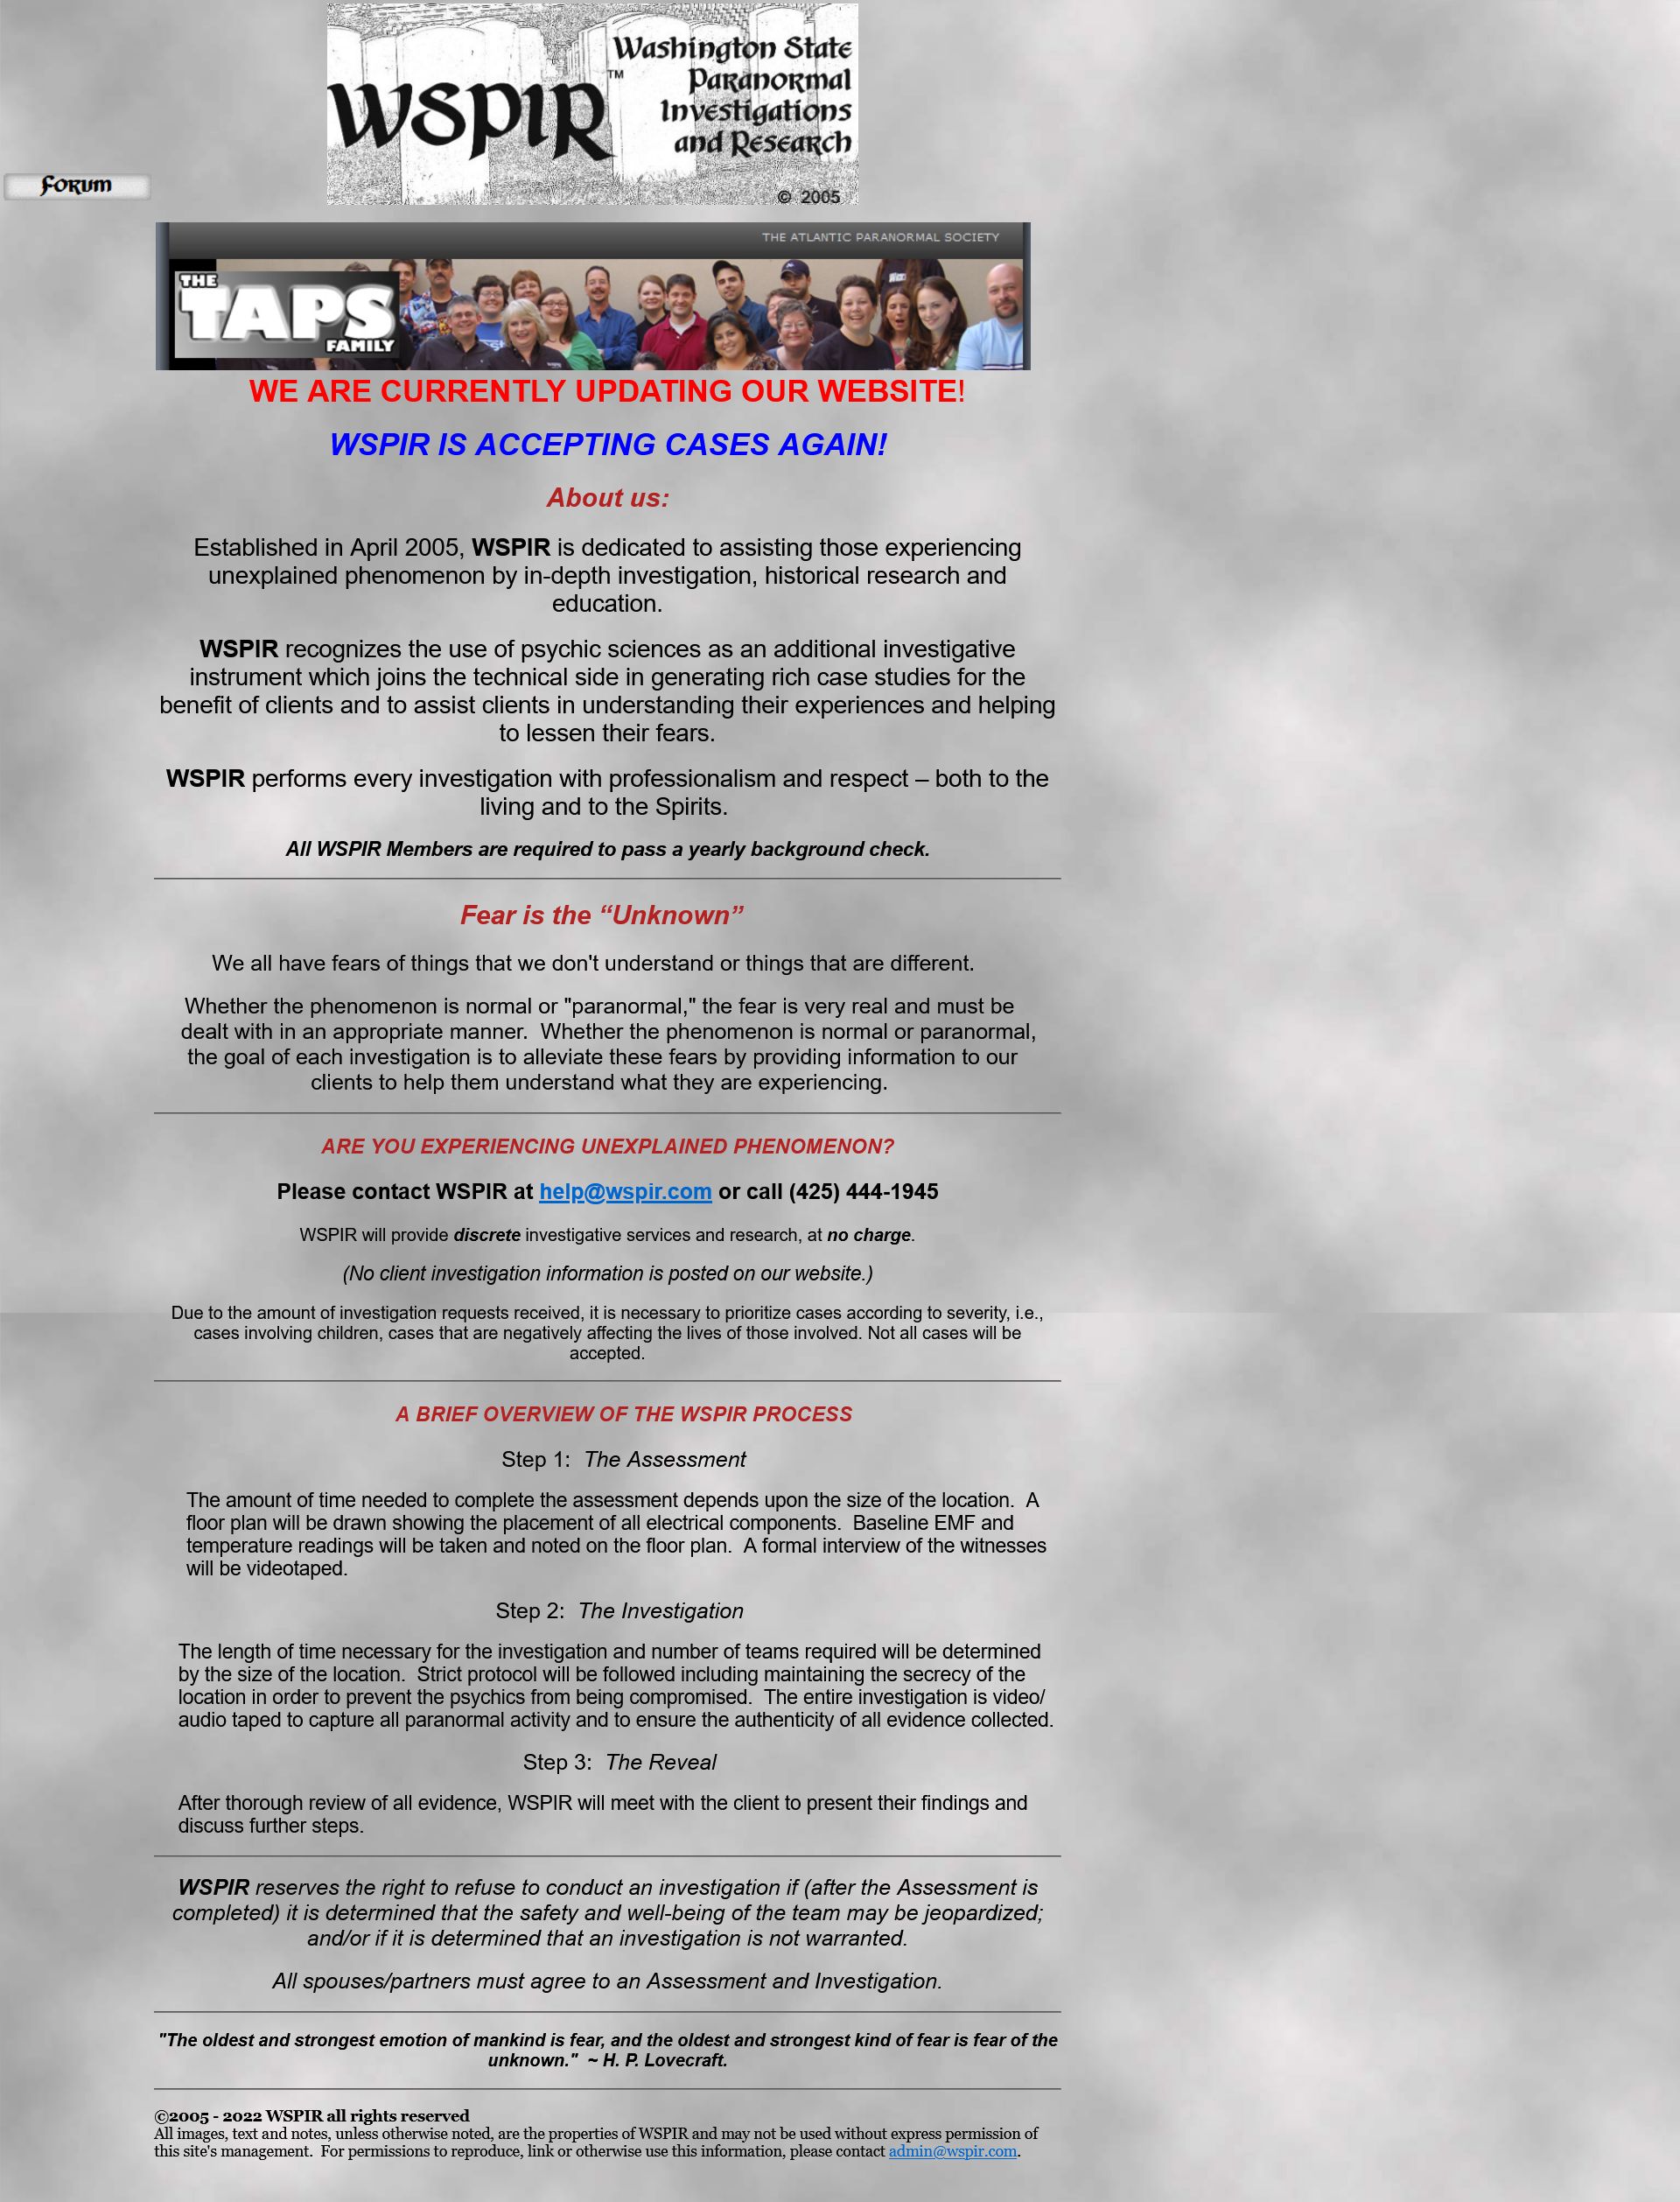 WSPIR™
Washington State
Paranormal
Investigations
and Research
© 2005
Forum
THE ATLANTIC PARANORMAL SOCIETY
THE
TAPS
FAMILY
WE ARE CURRENTLY UPDATING OUR WEBSITE!
WSPIR IS ACCEPTING CASES AGAIN!
About us:
Established in April 2005, WSPIR is dedicated to assisting those experiencing
unexplained phenomenon by in-depth investigation, historical research and
education.
WSPIR recognizes the use of psychic sciences as an additional investigative
instrument which joins the technical side in generating rich case studies for the
benefit of clients and to assist clients in understanding their experiences and helping
to lessen their fears.
WSPIR performs every investigation with professionalism and respect – both to the
living and to the Spirits.
All WSPIR Members are required to pass a yearly background check.
Fear is the “Unknown”
We all have fears of things that we don't understand or things that are different.
Whether the phenomenon is normal or "paranormal," the fear is very real and must be
dealt with in an appropriate manner.  Whether the phenomenon is normal or paranormal,
the goal of each investigation is to alleviate these fears by providing information to our
clients to help them understand what they are experiencing.
ARE YOU EXPERIENCING UNEXPLAINED PHENOMENON?
Please contact WSPIR at help@wspir.com or call (425) 444-1945
WSPIR will provide discrete investigative services and research, at no charge.
(No client investigation information is posted on our website.)
Due to the amount of investigation requests received, it is necessary to prioritize cases according to severity, i.e.,
cases involving children, cases that are negatively affecting the lives of those involved. Not all cases will be
accepted.
A BRIEF OVERVIEW OF THE WSPIR PROCESS
Step 1:  The Assessment
The amount of time needed to complete the assessment depends upon the size of the location.  A
floor plan will be drawn showing the placement of all electrical components.  Baseline EMF and
temperature readings will be taken and noted on the floor plan.  A formal interview of the witnesses
will be videotaped.
Step 2:  The Investigation
The length of time necessary for the investigation and number of teams required will be determined
by the size of the location.  Strict protocol will be followed including maintaining the secrecy of the
location in order to prevent the psychics from being compromised.  The entire investigation is video/
audio taped to capture all paranormal activity and to ensure the authenticity of all evidence collected.
Step 3:  The Reveal
After thorough review of all evidence, WSPIR will meet with the client to present their findings and
discuss further steps.
WSPIR reserves the right to refuse to conduct an investigation if (after the Assessment is
completed) it is determined that the safety and well-being of the team may be jeopardized;
and/or if it is determined that an investigation is not warranted.
All spouses/partners must agree to an Assessment and Investigation.
"The oldest and strongest emotion of mankind is fear, and the oldest and strongest kind of fear is fear of the
unknown."  ~ H. P. Lovecraft.
©2005 - 2022 WSPIR all rights reserved
All images, text and notes, unless otherwise noted, are the properties of WSPIR and may not be used without express permission of
this site's management.  For permissions to reproduce, link or otherwise use this information, please contact admin@wspir.com.